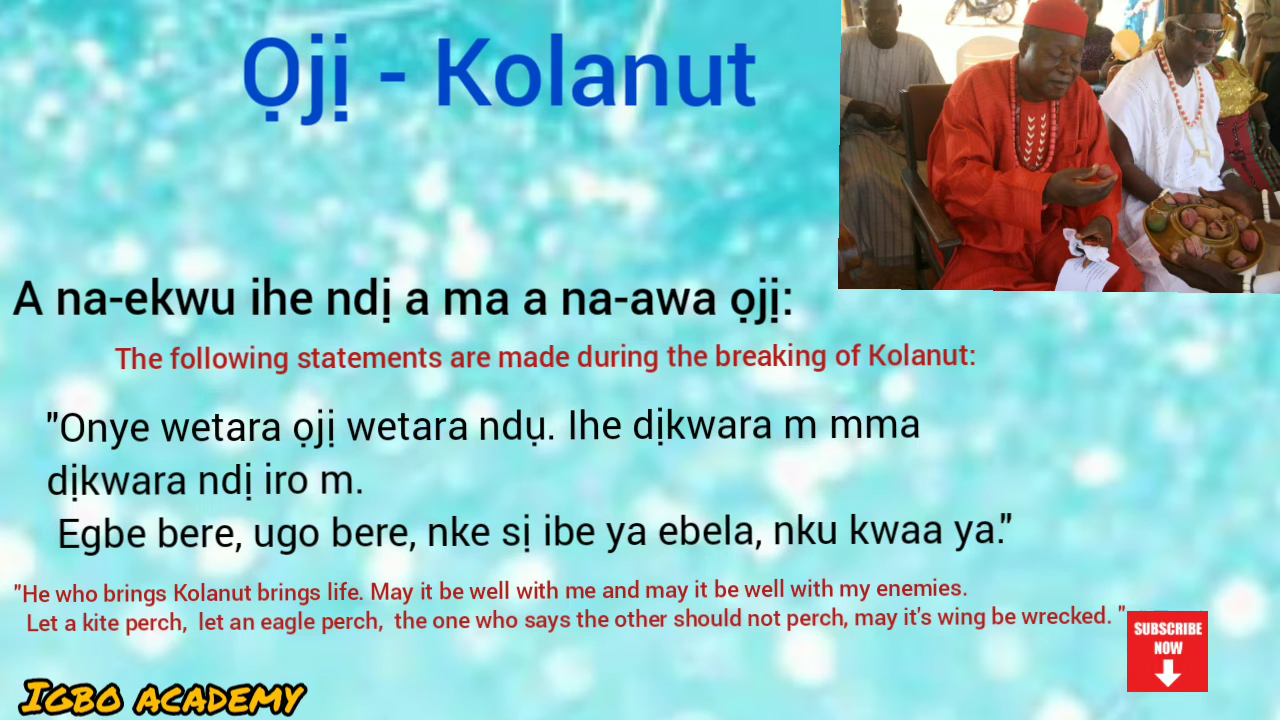 Ọjị - Kolanut
A na-ekwu ihe ndị a ma a na-awa ọjị:
The following statements are made during the breaking of Kolanut:
"Onye wetara ọjị wetara ndụ. Ihe dịkwara m mma
dịkwara ndị iro m.
Egbe bere, ugo bere, nke sị ibe ya ebela, nku kwaa ya."
"He who brings Kolanut brings life. May it be well with me and may it be well with my enemies.
Let a kite perch, let an eagle perch, the one who says the other should not perch, may it's wing be wrecked. "
SUBSCRIBE
NOW
IGBO ACADEMY